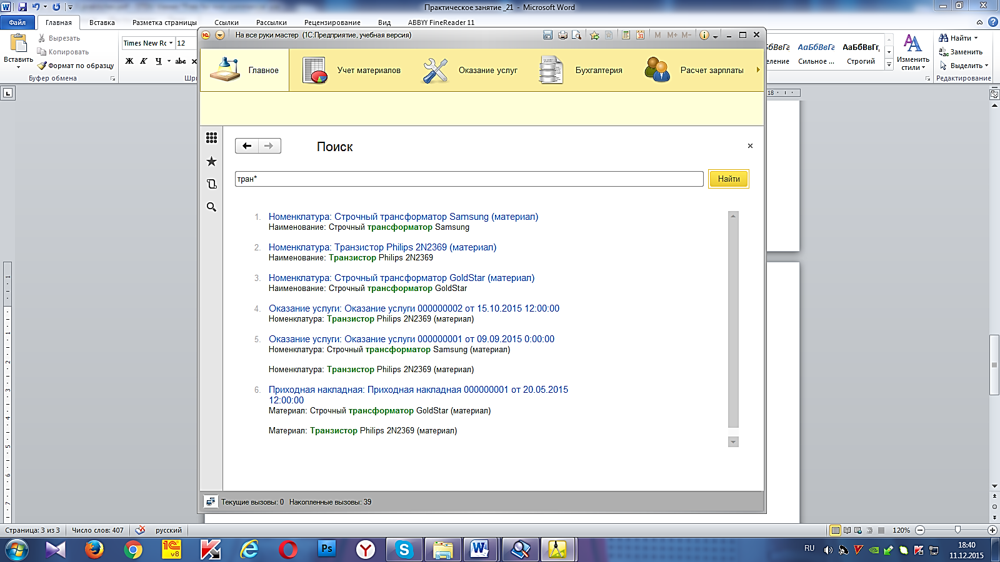 Практическое занятие _21 - Microsoft Word
Файл
Главная
Вставка
Разметка страницы
Ссылки
Рассылки
Рецензирование
Вид
ABBYY FineReader 11
Вставить
Вырезать
Копировать
Формат по образцу
Буфер обмена
Times New Rc
12
Ж К Ч abc
На все руки мастер (1С:Предприятие, учебная версия)
31
M M+ M-
АаБбВвГг
АаБбВвГг,
Сильное ...
Строгий
Изменить
стили
Найти
Заменить
Выделить
Редактирование
Главное
Учет материалов
Оказание услуг
Бухгалтерия
Расчет зарплаты
18
Поиск
тран*
Найти
1. Номенклатура: Строчный трансформатор Samsung (материал)
Наименование: Строчный трансформатор Samsung
2. Номенклатура: Транзистор Philips 2N2369 (материал)
Наименование: Транзистор Philips 2N2369
3. Номенклатура: Строчный трансформатор GoldStar (материал)
Наименование: Строчный трансформатор GoldStar
4. Оказание услуги: Оказание услуги 000000002 от 15.10.2015 12:00:00
Номенклатура: Транзистор Philips 2N2369 (материал)
5. Оказание услуги: Оказание услуги 000000001 от 09.09.2015 0:00:00
Номенклатура: Строчный трансформатор Samsung (материал)
Номенклатура: Транзистор Philips 2N2369 (материал)
6. Приходная накладная: Приходная накладная 000000001 от 20.05.2015
12:00:00
Материал: Строчный трансформатор GoldStar (материал)
Материал: Транзистор Philips 2N2369 (материал)
Текущие вызовы: 0 Накопленные вызовы: 39
Страница: 3 из 3
Число слов: 407
русский
120%
RU
18:40
11.12.2015